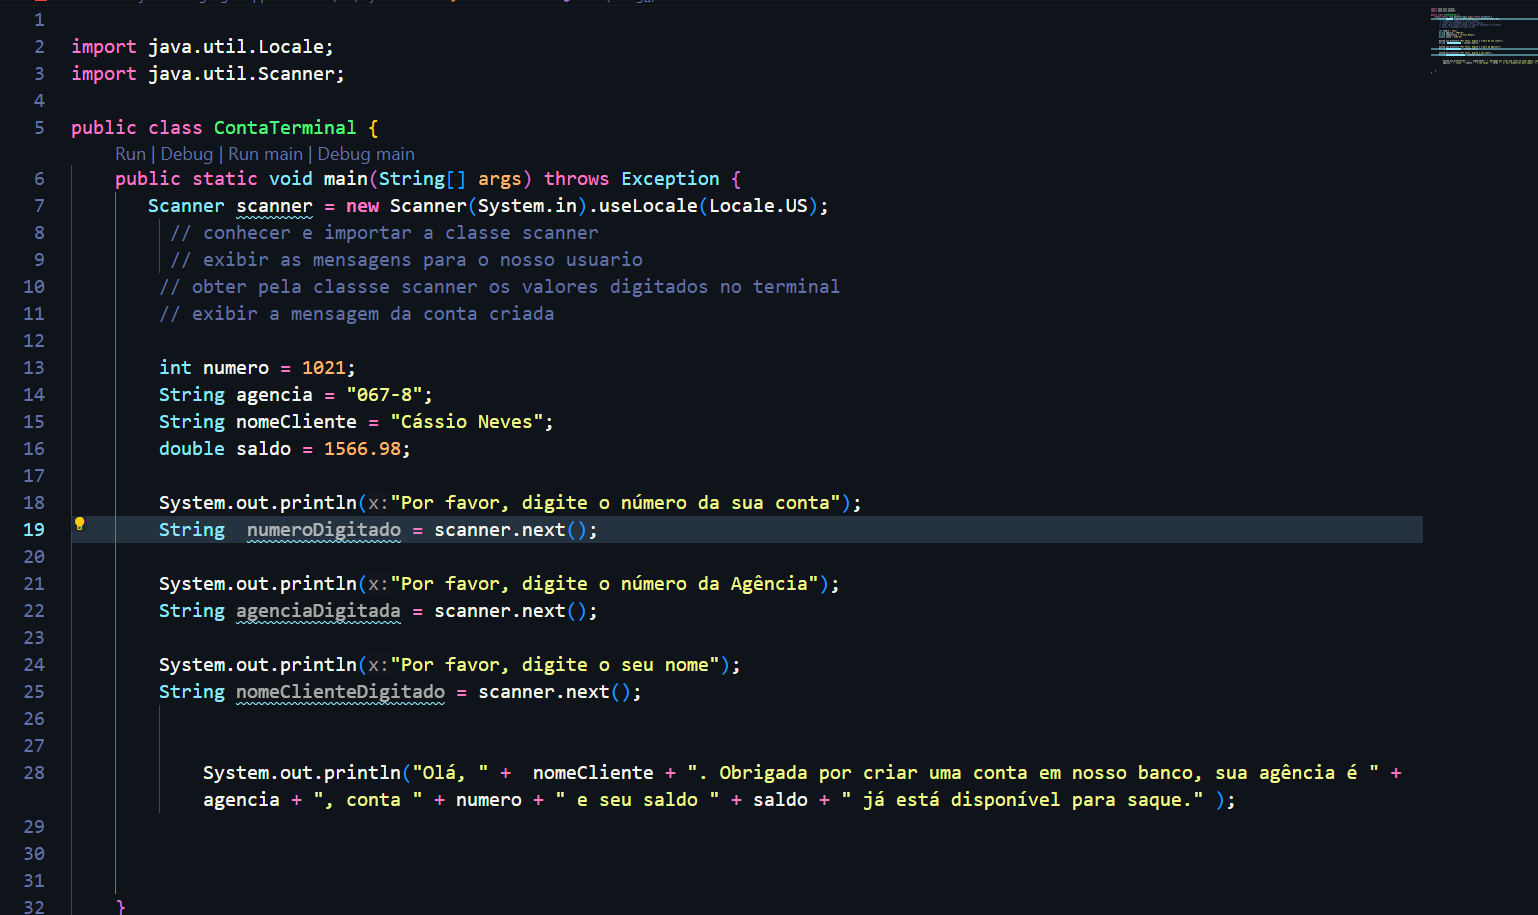 1
2 import java.util.Locale;
3 import java.util.Scanner;
4
5 public class ContaTerminal {
Run | Debug | Run main | Debug main
6 public static void main(String[] args) throws Exception {
7 Scanner scanner = new Scanner(System.in).useLocale(Locale.US);
8 // conhecer e importar a classe scanner
9 // exibir as mensagens para o nosso usuario
10 // obter pela classse scanner os valores digitados no terminal
11 // exibir a mensagem da conta criada
12
13 int numero = 1021;
14 String agencia = "067-8";
15 String nomeCliente = "Cássio Neves";
16 double saldo = 1566.98;
17
18 System.out.println(x:"Por favor, digite o número da sua conta");
19 String  numeroDigitado = scanner.next();
20
21 System.out.println(x:"Por favor, digite o número da Agência");
22 String agenciaDigitada = scanner.next();
23
24 System.out.println(x:"Por favor, digite o seu nome");
25 String nomeClienteDigitado = scanner.next();
26
27
28 System.out.println("Olá, " +  nomeCliente + ". Obrigada por criar uma conta em nosso banco, sua agência é " +
agencia + ", conta " + numero + " e seu saldo " + saldo + " já está disponível para saque." );
29
30
31
32 }